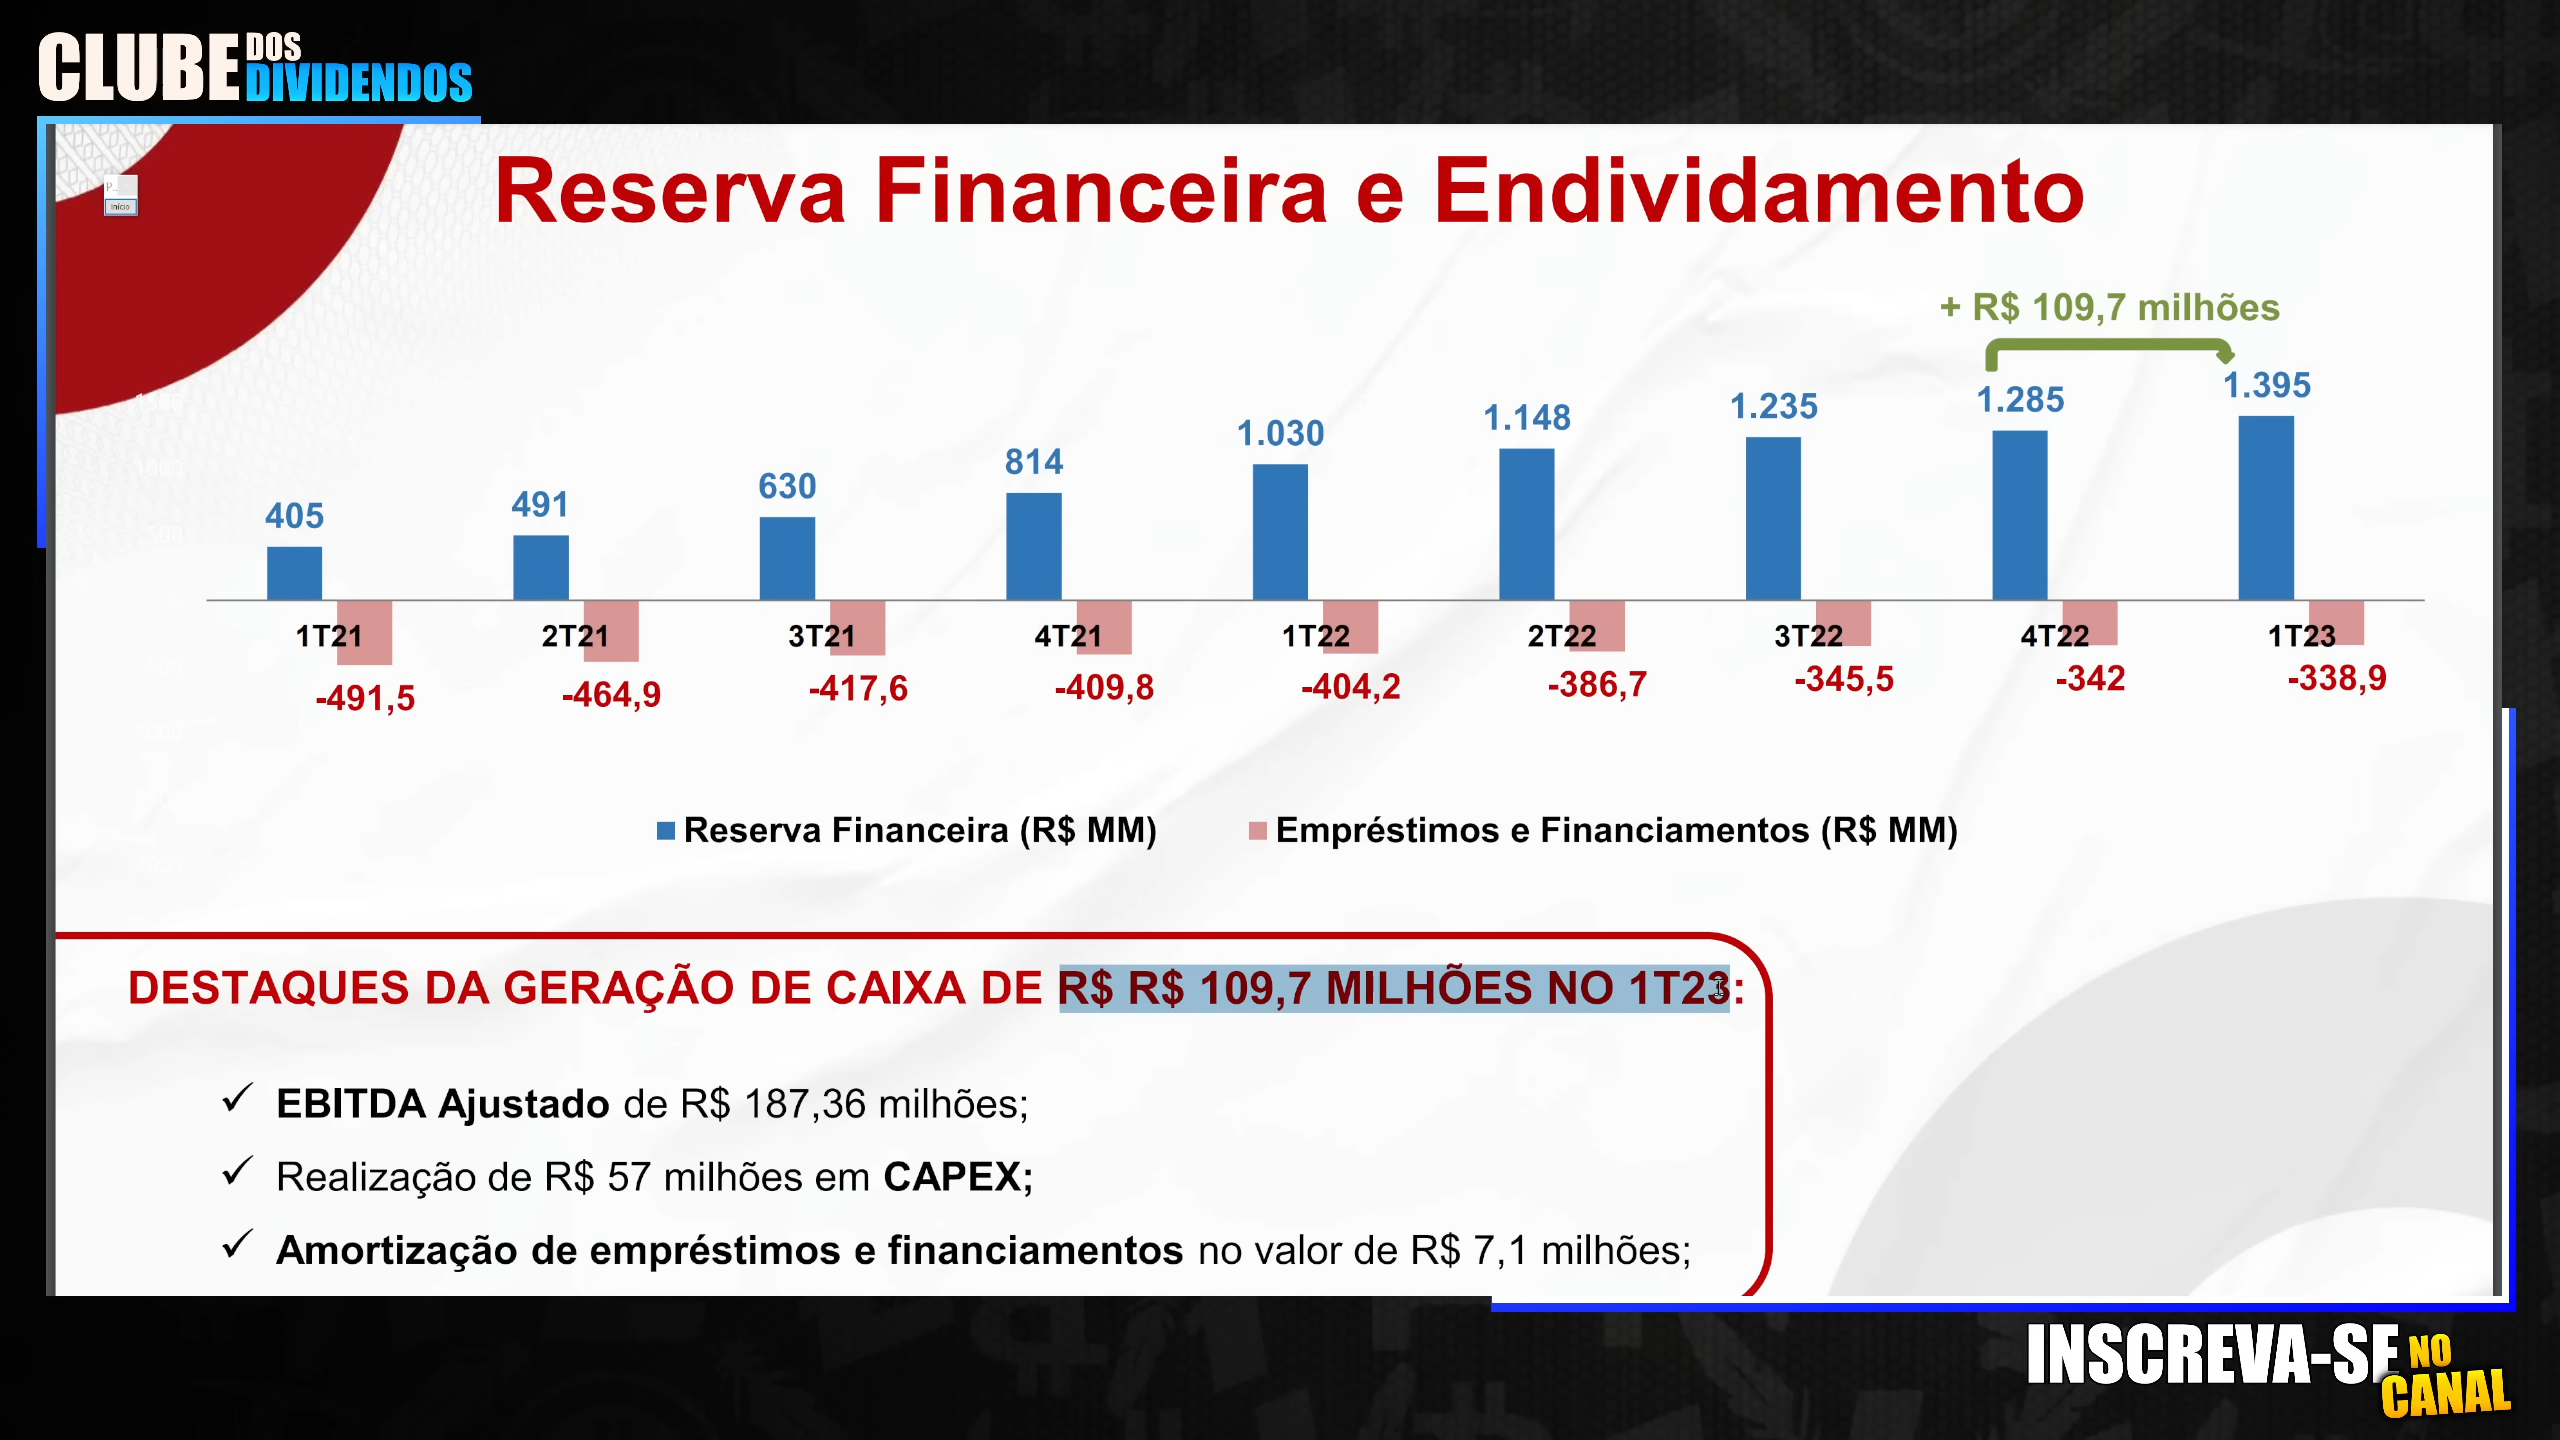 CLUBE DOS DIVIDENDOS
Início
Reserva Financeira e Endividamento
+ R$ 109,7 milhões
405 491 630 814 1.030 1.148 1.235 1.285 1.395
1T21 2T21 3T21 4T21 1T22 2T22 3T22 4T22 1T23
-491,5 -464,9 -417,6 -409,8 -404,2 -386,7 -345,5 -342 -338,9
Reserva Financeira (R$ MM) Empréstimos e Financiamentos (R$ MM)
DESTAQUES DA GERAÇÃO DE CAIXA DE R$ R$ 109,7 MILHÕES NO 1T23:
✓ EBITDA Ajustado de R$ 187,36 milhões;
✓ Realização de R$ 57 milhões em CAPEX;
✓ Amortização de empréstimos e financiamentos no valor de R$ 7,1 milhões;
INSCREVA-SE NO CANAL